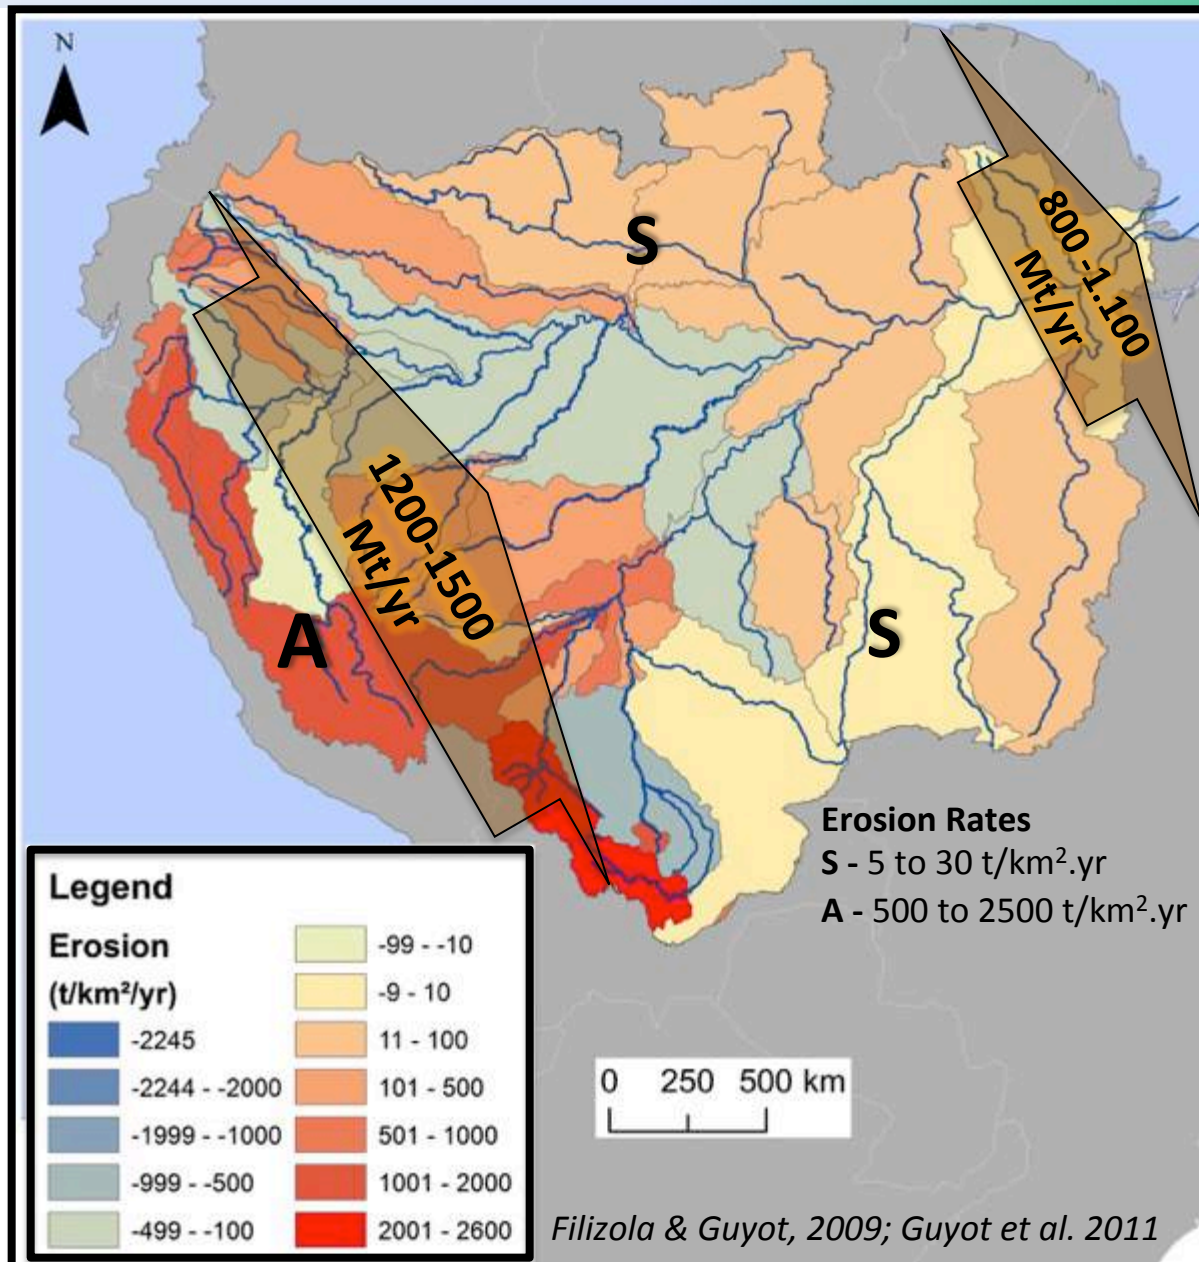 N
S
800 -1.100
Mt/yr
1200-1500
Mt/yr
A
S
Erosion Rates
S - 5 to 30 t/km².yr
A - 500 to 2500 t/km².yr
Legend
Erosion
(t/km²/yr)
-2245
-2244 - -2000
-1999 - -1000
-999 - -500
-499 - -100
-99 - -10
-9 - 10
11 - 100
101 - 500
501 - 1000
1001 - 2000
2001 - 2600
0 250 500 km
Filizola & Guyot, 2009; Guyot et al. 2011